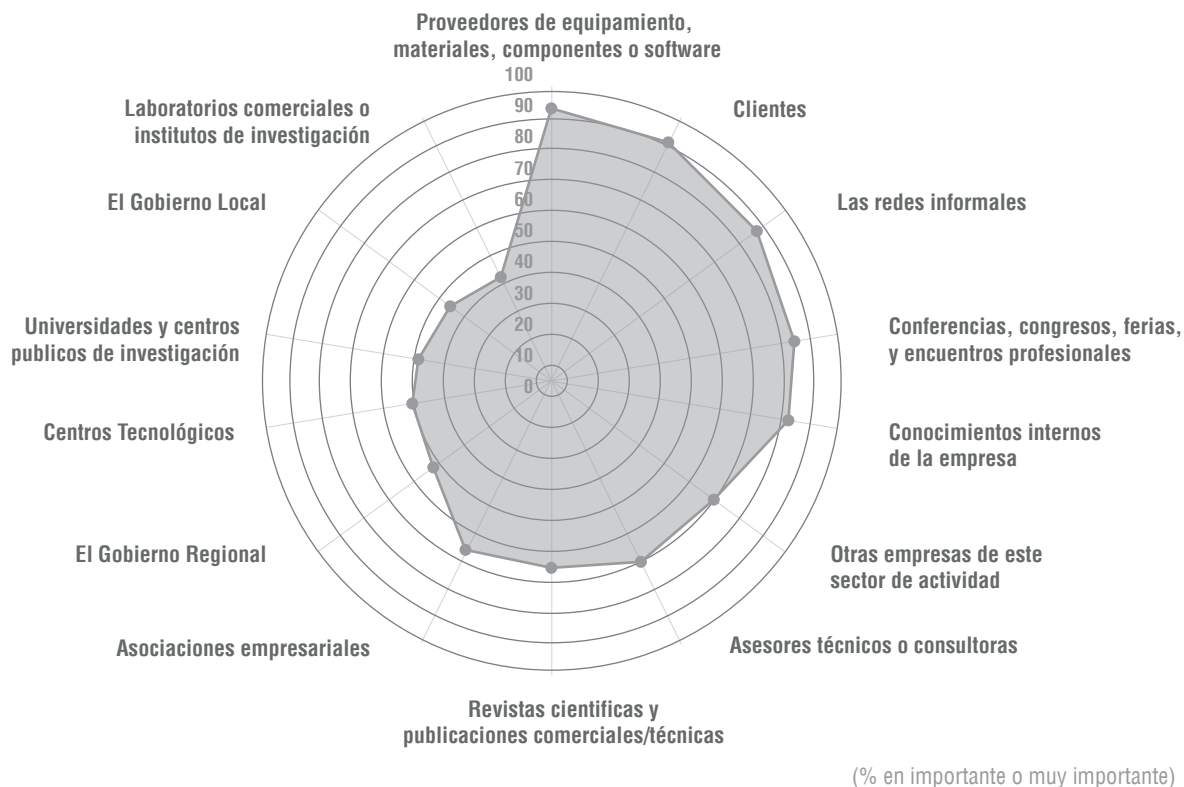 Proveedores de equipamiento,
materiales, componentes o software
100
90
80
70
60
50
40
30
20
10
0
Clientes
Las redes informales
Conferencias, congresos, ferias,
y encuentros profesionales
Conocimientos internos
de la empresa
Otras empresas de este
sector de actividad
Asesores técnicos o consultoras
Revistas cientificas y
publicaciones comerciales/técnicas
Asociaciones empresariales
El Gobierno Regional
Centros Tecnológicos
Universidades y centros
publicos de investigación
El Gobierno Local
Laboratorios comerciales o
institutos de investigación
(% en importante o muy importante)